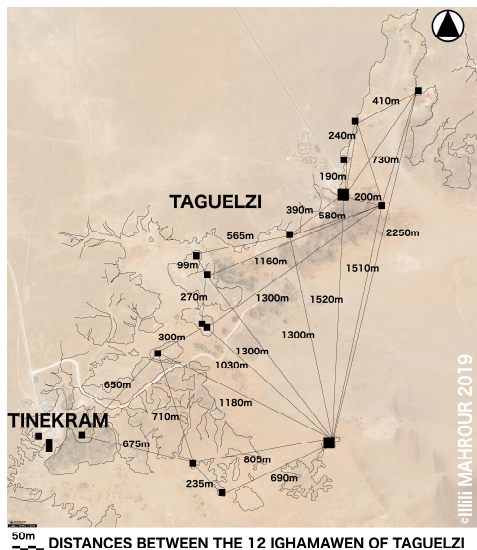 410m
240m
730m
190m
200m
TAGUELZI
390m
580m
2250m
565m
1160m
99m
1510m
270m
1300m
1520m
300m
1300m
1300m
1030m
650m
1180m
TINEKRAM
710m
675m
805m
235m
690m
©IIIiIi MAHROUR 2019
50m
DISTANCES BETWEEN THE 12 IGHAMAWEN OF TAGUELZI